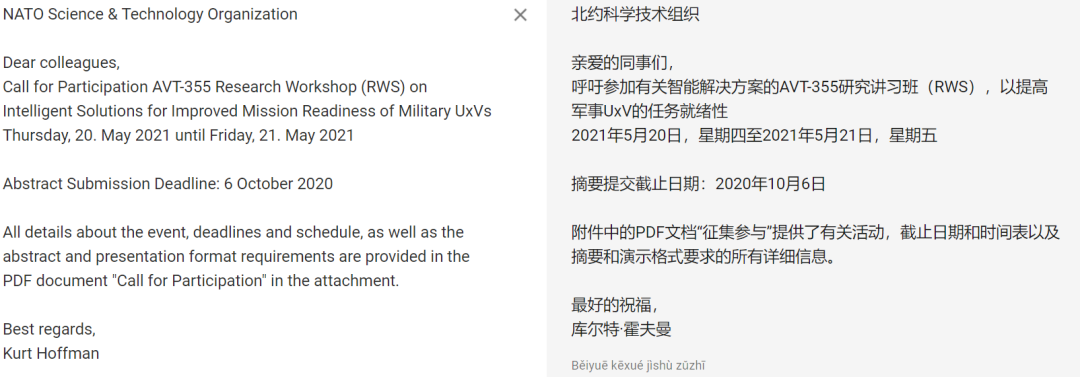 NATO Science & Technology Organization
Dear colleagues,
Call for Participation AVT-355 Research Workshop (RWS) on
Intelligent Solutions for Improved Mission Readiness of Military UxVs
Thursday, 20. May 2021 until Friday, 21. May 2021
Abstract Submission Deadline: 6 October 2020
All details about the event, deadlines and schedule, as well as the
abstract and presentation format requirements are provided in the
PDF document "Call for Participation" in the attachment.
Best regards,
Kurt Hoffman
北约科学技术组织
亲爱的同事们，
呼吁参加有关智能解决方案的AVT-355研究讲习班（RWS），以提高
军事UxV的任务就绪性
2021年5月20日，星期四至2021年5月21日，星期五
摘要提交截止日期：2020年10月6日
附件中的PDF文档“征集参与”提供了有关活动，截止日期和时间表以及
摘要和演示格式要求的所有详细信息。
最好的祝福，
库尔特·霍夫曼
Běiyuē kēxué jìshù zǔzhī